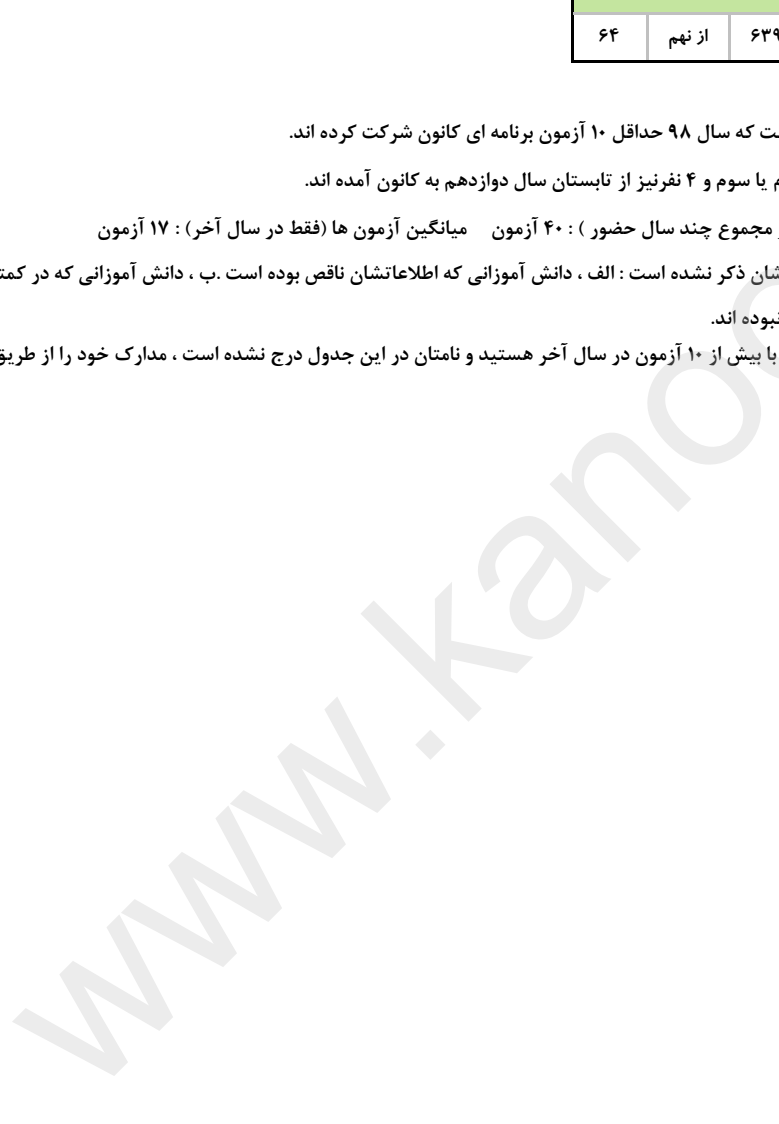 ۶۳۹ از نهم ۶۴
ت که سال ۹۸ حداقل ۱۰ آزمون برنامه ای کانون شرکت کرده اند.
م یا سوم و ۴ نفرنیز از تابستان سال دوازدهم به کانون آمده اند.
مجموع چند سال حضور ) : ۴۰ آزمون میانگین آزمون ها (فقط در سال آخر) : ۱۷ آزمون
شان ذکر نشده است : الف ، دانش آموزانی که اطلاعاتشان ناقص بوده است .ب ، دانش آموزانی که در کمت
نبوده اند.
با بیش از ۱۰ آزمون در سال آخر هستید و نامتان در این جدول درج نشده است ، مدارک خود را از طریق
www.kano